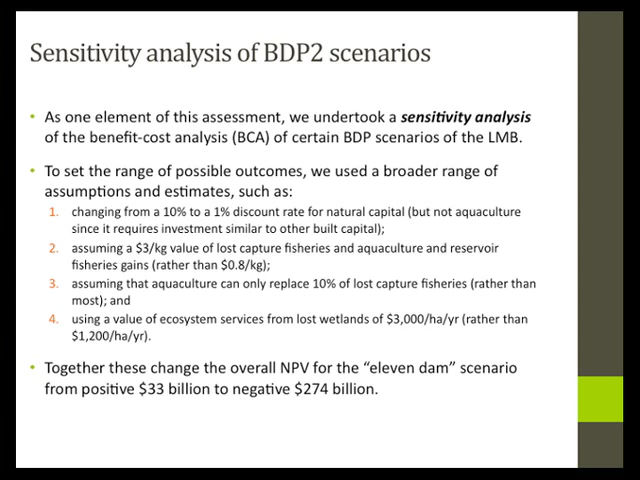 Sensitivity analysis of BDP2 scenarios
• As one element of this assessment, we undertook a sensitivity analysis
of the benefit-cost analysis (BCA) of certain BDP scenarios of the LMB.
• To set the range of possible outcomes, we used a broader range of
assumptions and estimates, such as:
1. changing from a 10% to a 1% discount rate for natural capital (but not aquaculture
since it requires investment similar to other built capital);
2. assuming a $3/kg value of lost capture fisheries and aquaculture and reservoir
fisheries gains (rather than $0.8/kg);
3. assuming that aquaculture can only replace 10% of lost capture fisheries (rather than
most); and
4. using a value of ecosystem services from lost wetlands of $3,000/ha/yr (rather than
$1,200/ha/yr).
• Together these change the overall NPV for the “eleven dam” scenario
from positive $33 billion to negative $274 billion.